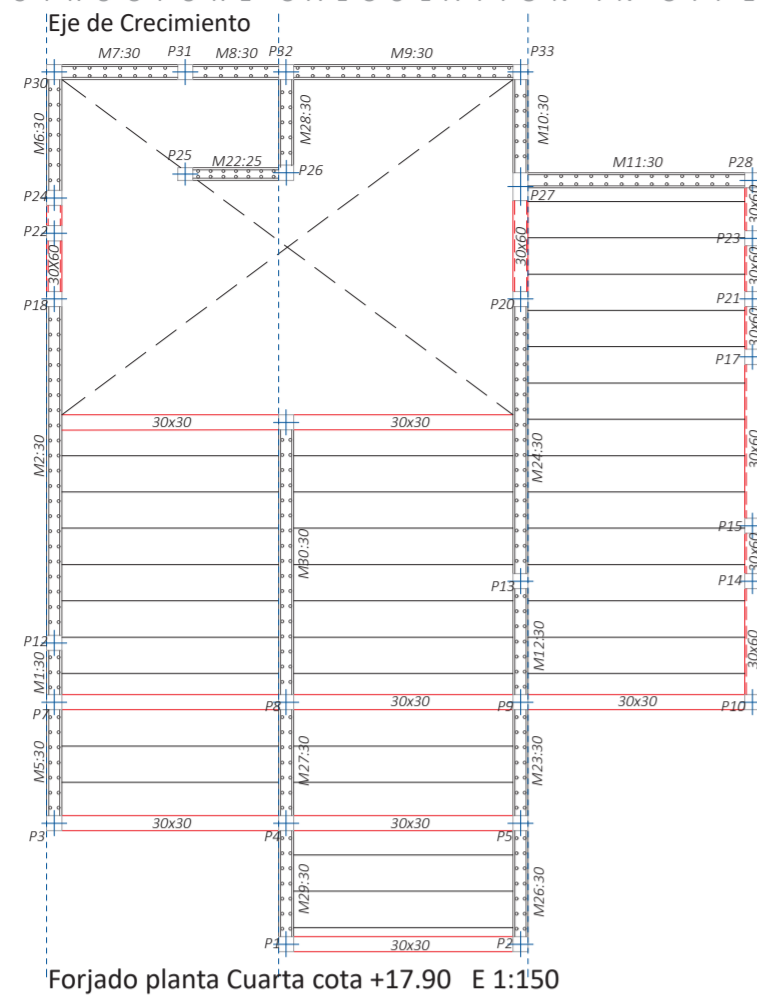 Eje de Crecimiento
M7:30 P31 M8:30 P32 M9:30 P33
P30
M6:30
M28:30
M10:30
P25 M22:25 P26
M11:30 P28
P24
P27
30x60
P22
P23
30X60
30x60
30x60
P18
P20
P21
30x60
P17
30x30 30x30
M2:30
M24:30
30x60
M30:30
P15
30x60
P13
P14
P12
M1:30
M12:30
30x60
P7
P8 30x30 P9 30x30 P10
M5:30
M27:30
M23:30
P3 30x30 P4 30x30 P5
M29:30
M26:30
P1 30x30 P2
Forjado planta Cuarta cota +17.90 E 1:150